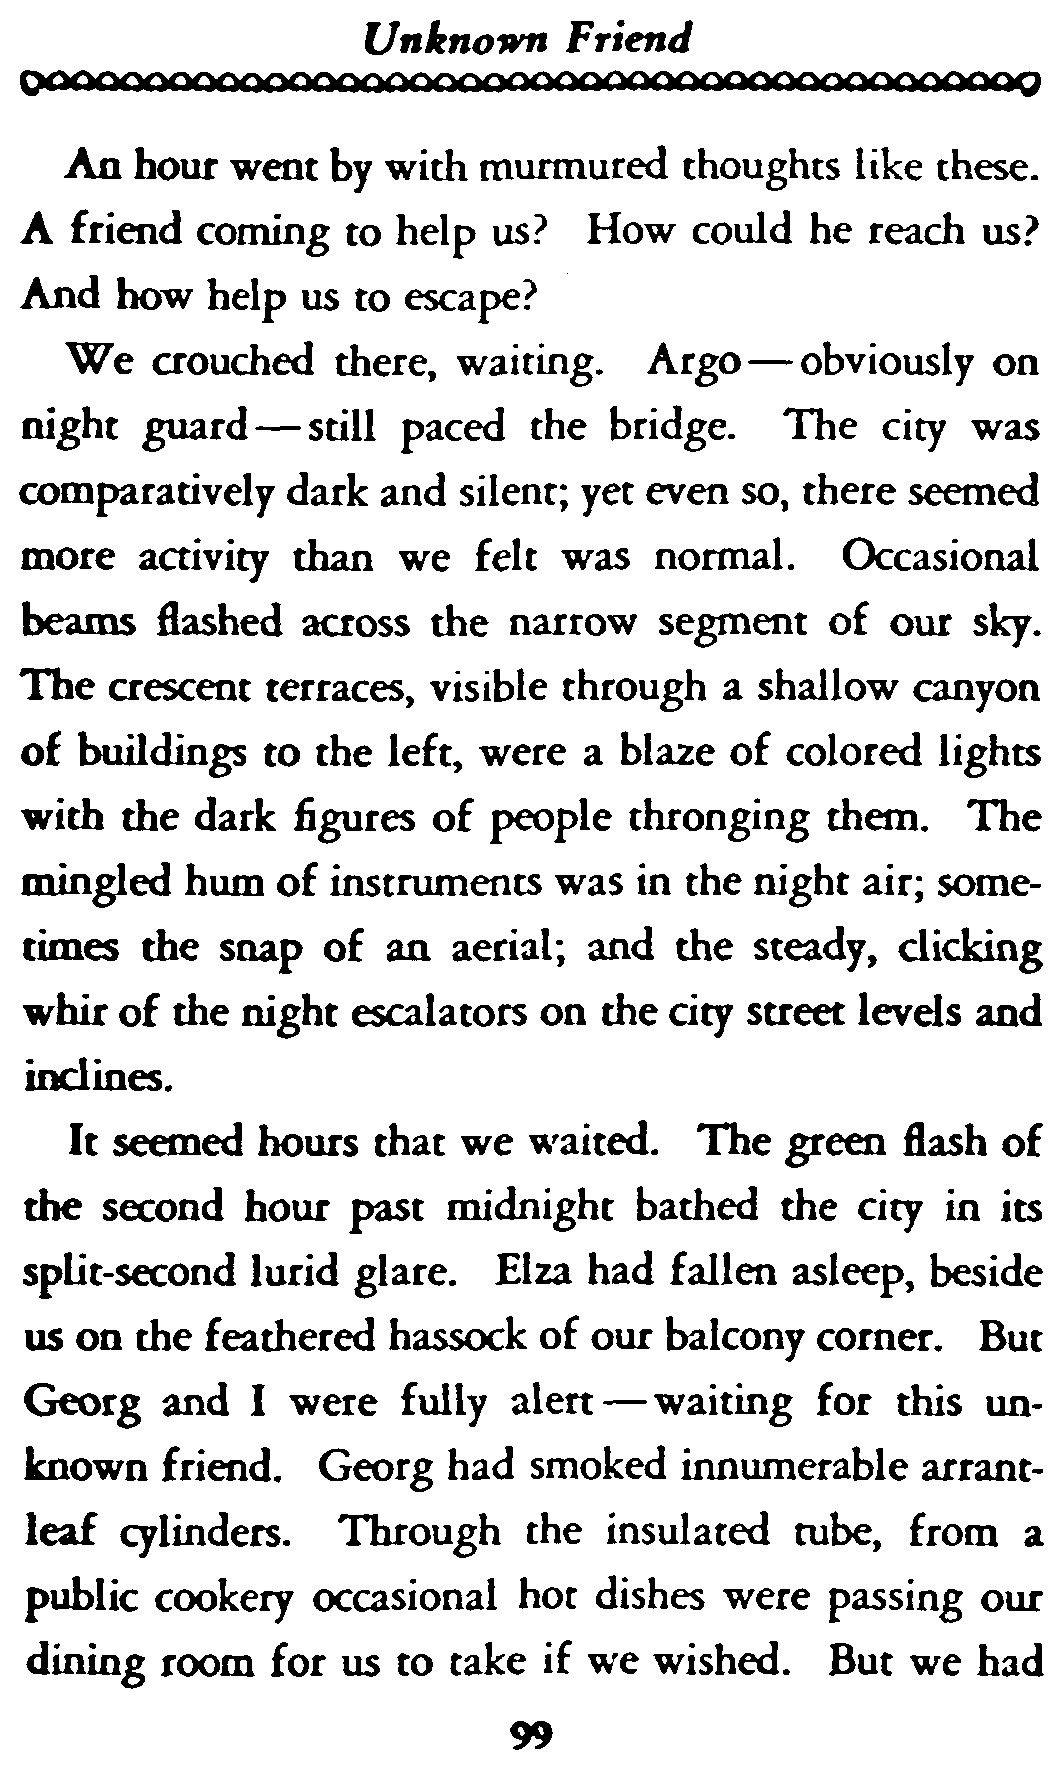 Unknown Friend
An hour went by with murmured thoughts like these.
A friend coming to help us? How could he reach us?
And how help us to escape?
We crouched there, waiting. Argo—obviously on
night guard—still paced the bridge. The city was
comparatively dark and silent; yet even so, there seemed
more activity than we felt was normal. Occasional
beams flashed across the narrow segment of our sky.
The crescent terraces, visible through a shallow canyon
of buildings to the left, were a blaze of colored lights
with the dark figures of people thronging them. The
mingled hum of instruments was in the night air; some-
times the snap of an aerial; and the steady, clicking
whir of the night escalators on the city street levels and
inclines.
It seemed hours that we waited. The green flash of
the second hour past midnight bathed the city in its
split-second lurid glare. Elza had fallen asleep, beside
us on the feathered hassock of our balcony corner. But
Georg and I were fully alert—waiting for this un-
known friend. Georg had smoked innumerable arrant-
leaf cylinders. Through the insulated tube, from a
public cookery occasional hot dishes were passing our
dining room for us to take if we wished. But we had
99